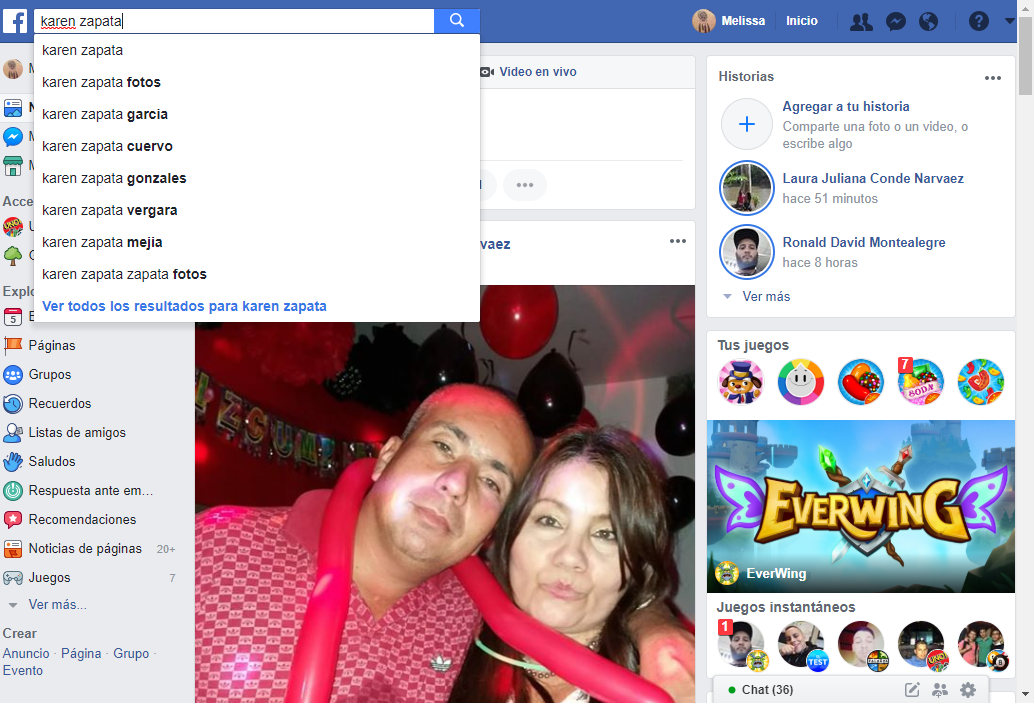 f
karen zapata
Melissa
Inicio
karen zapata
karen zapata fotos
karen zapata garcia
karen zapata cuervo
karen zapata gonzales
karen zapata vergara
karen zapata mejia
karen zapata zapata fotos
Ver todos los resultados para karen zapata
M
N
M
M
Acce
Explo
5
Páginas
Grupos
Recuerdos
Listas de amigos
Saludos
Respuesta ante em...
Recomendaciones
Noticias de páginas 20+
Juegos 7
Ver más...
Crear
Anuncio · Página · Grupo ·
Evento
Video en vivo
vaez
Historias
Agregar a tu historia
Comparte una foto o un video, o
escribe algo
Laura Juliana Conde Narvaez
hace 51 minutos
Ronald David Montealegre
hace 8 horas
Ver más
Tus juegos
7
SODA
EVERWING
EverWing
Juegos instantáneos
1
TEST
UNO
8
Chat (36)